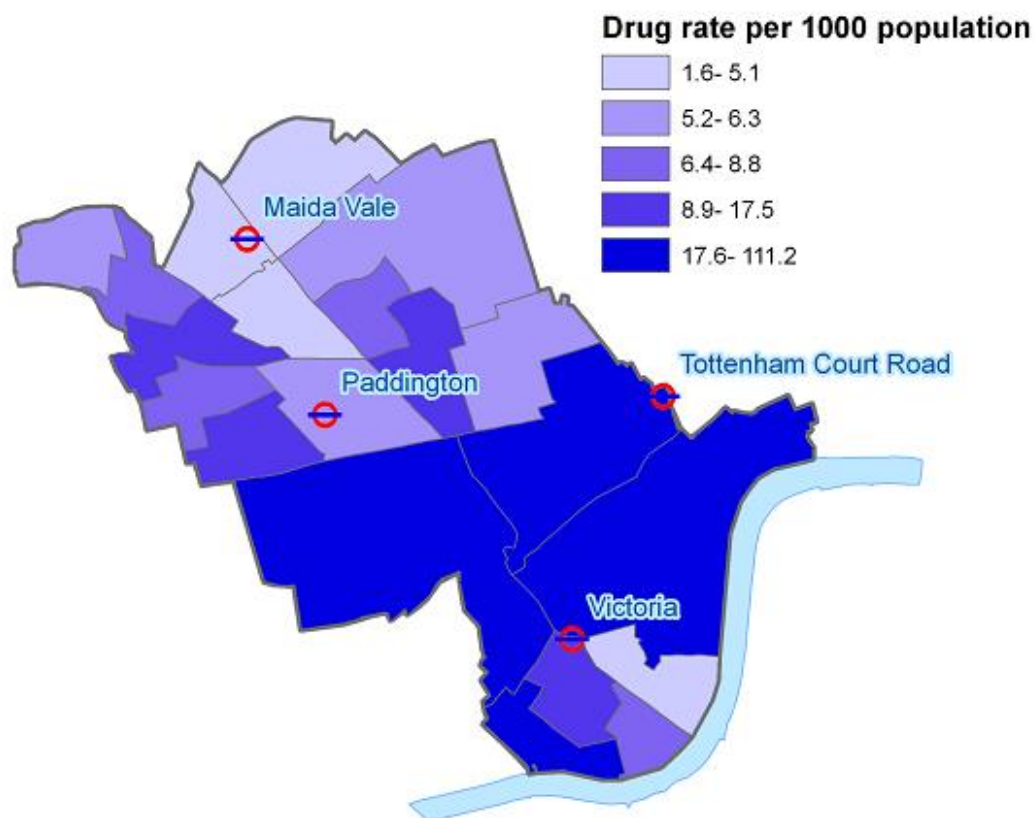 Drug rate per 1000 population
1.6- 5.1
5.2- 6.3
6.4- 8.8
8.9- 17.5
17.6- 111.2
Maida Vale
Tottenham Court Road
Paddington
Victoria